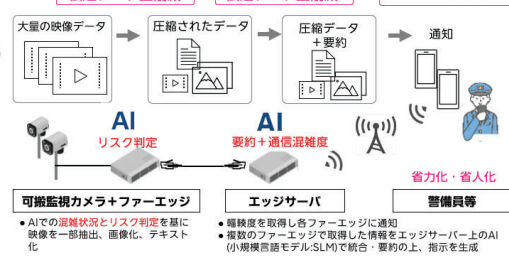 大量の映像データ
圧縮されたデータ
圧縮データ
＋要約
通知
AI
リスク判定
AI
要約＋通信混雑度
省力化・省人化
可搬監視カメラ＋ファーエッジ
エッジサーバ
警備員等
● AIでの混雑状況とリスク判定を基に
映像を一部抽出、画像化、テキスト
化
● 輻輳度を取得し各ファーエッジに通知
● 複数のファーエッジで取得した情報をエッジサーバー上のAI
(小規模言語モデル:SLM)で統合・要約の上、指示を生成